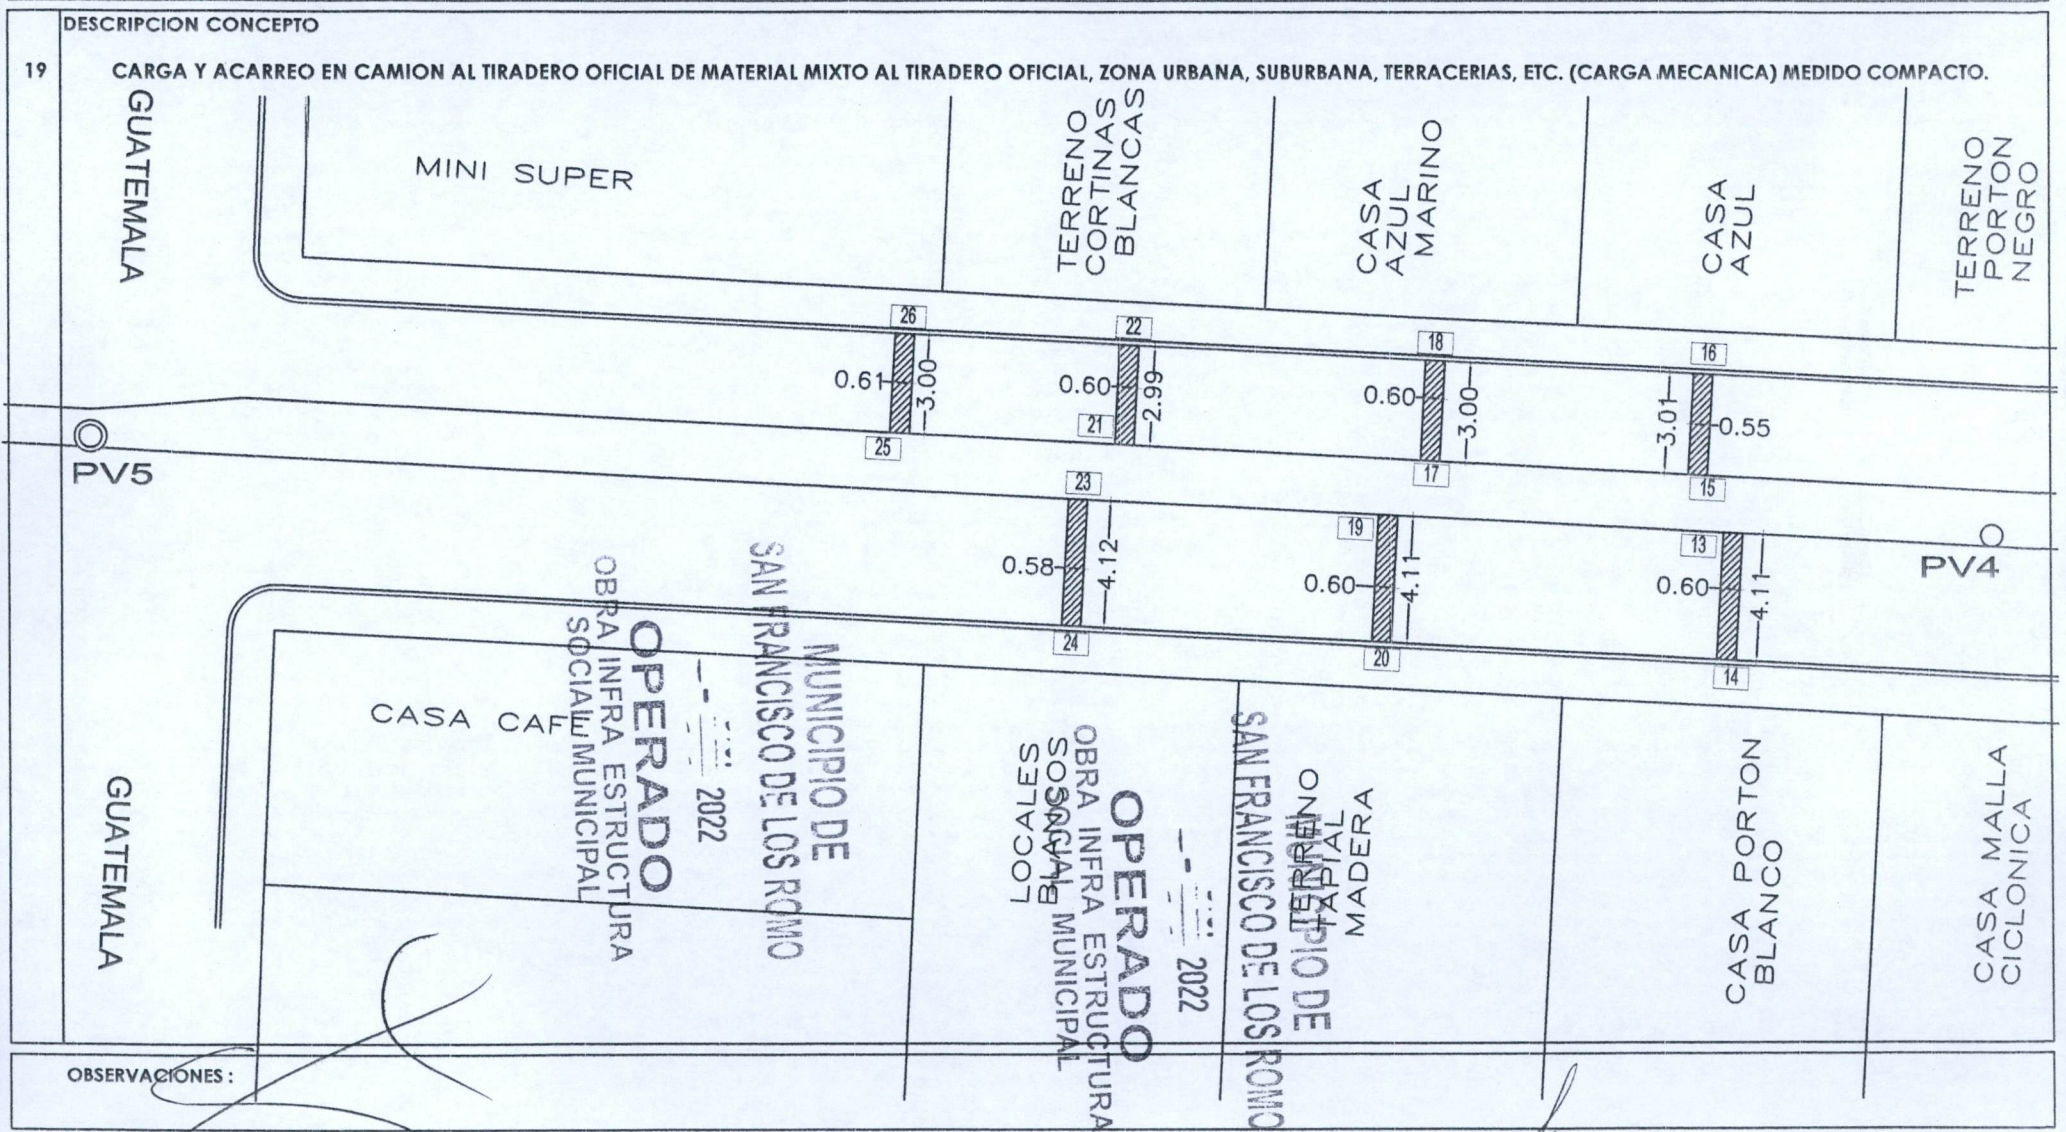 DESCRIPCION CONCEPTO
19
CARGA Y ACARREO EN CAMION AL TIRADERO OFICIAL DE MATERIAL MIXTO AL TIRADERO OFICIAL, ZONA URBANA, SUBURBANA, TERRACERIAS, ETC. (CARGA MECANICA) MEDIDO COMPACTO.
GUATEMALA
MINI SUPER
TERRENO
CORTINAS
BLANCAS
CASA
AZUL
MARINO
CASA
AZUL
TERRENO
PORTON
NEGRO
26
22
18
16
0.61
3.00
0.60
2.99
0.60
3.00
3.01
0.55
25
21
17
15
PV5
23
19
13
PV4
0.58
4.12
0.60
4.11
0.60
4.11
24
20
14
GUATEMALA
CASA CAFE
LOCALES
BLANCOS
TERRENO
TAPIAL
MADERA
CASA PORTON
BLANCO
CASA MALLA
CICLONICA
MUNICIPIO DE
SAN FRANCISCO DE LOS ROMO
2022
OPERADO
OBRA INFRA ESTRUCTURA
SOCIAL MUNICIPAL
MUNICIPIO DE
SAN FRANCISCO DE LOS ROMO
2022
OPERADO
OBRA INFRA ESTRUCTURA
SOCIAL MUNICIPAL
OBSERVACIONES :